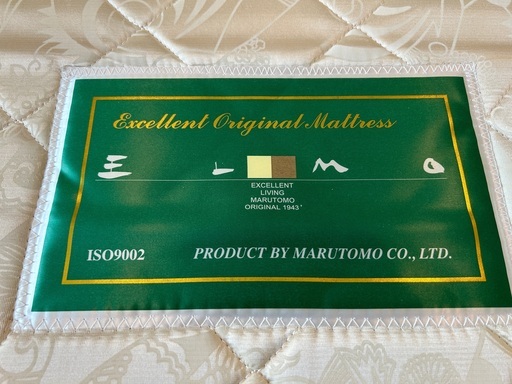 Excellent Original Mattress
E L M O
EXCELLENT
LIVING
MARUTOMO
ORIGINAL 1943
ISO9002 PRODUCT BY MARUTOMO CO., LTD.